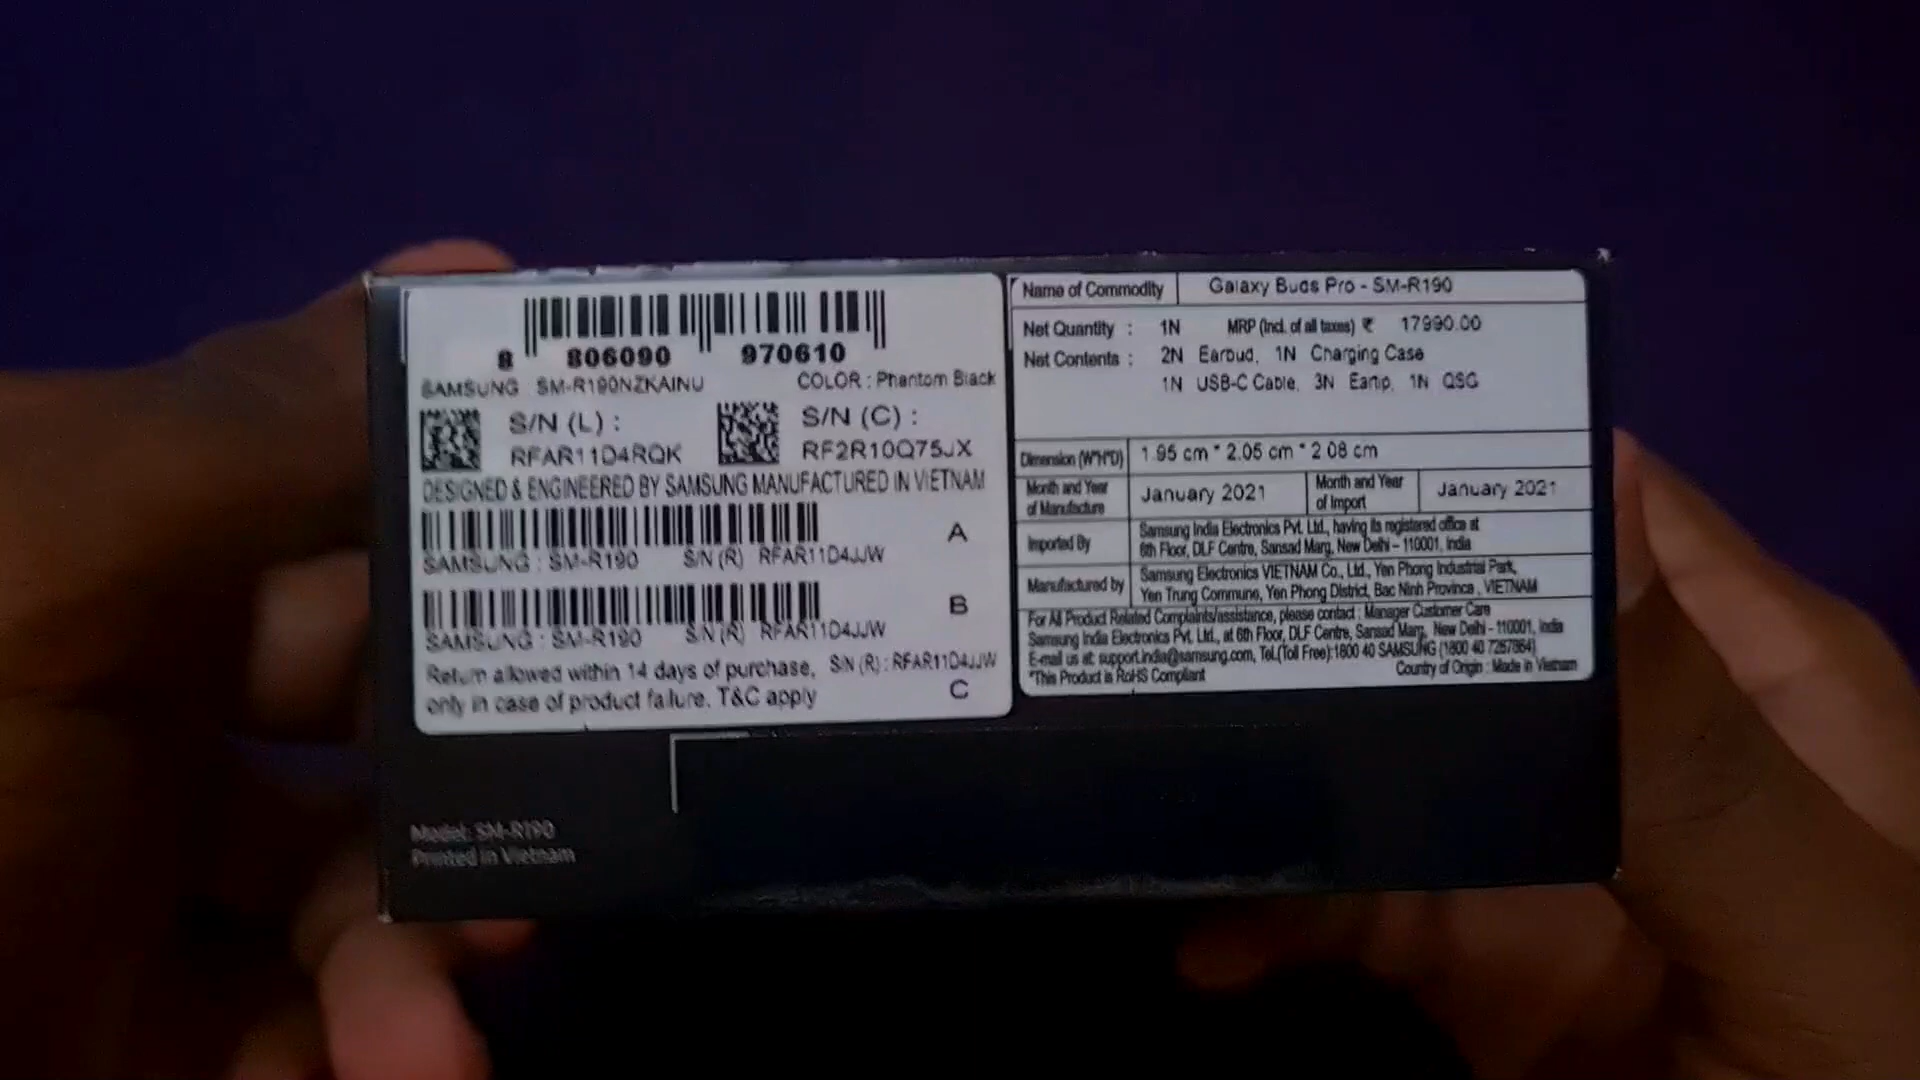 8 806090 970610
SAMSUNG SM-R190NZKAINU COLOR : Phantom Black
S/N (L) :
RFAR11D4RQK
S/N (C) :
RF2R10Q75JX
DESIGNED & ENGINEERED BY SAMSUNG MANUFACTURED IN VIETNAM
A
SAMSUNG : SM-R190 S/N (R) RFAR11D4JJW
B
SAMSUNG : SM-R190 S/N (R) RFAR11D4JJW
Return allowed within 14 days of purchase, S/N (R) : RFAR11D4JJW
only in case of product failure. T&C apply C
Name of Commodity Galaxy Buds Pro - SM-R190
Net Quantity : 1N MRP (Incl. of all taxes) ₹ 17990.00
Net Contents : 2N Earbud, 1N Charging Case
1N USB-C Cable, 3N Eartip, 1N QSG
Dimension (W*H*D) 1.95 cm * 2.05 cm * 2.08 cm
Month and Year of Manufacture January 2021 Month and Year of Import January 2021
Imported By Samsung India Electronics Pvt. Ltd., having its registered office at
6th Floor, DLF Centre, Sansad Marg, New Delhi – 110001, India
Manufactured by Samsung Electronics VIETNAM Co., Ltd., Yen Phong Industrial Park,
Yen Trung Commune, Yen Phong District, Bac Ninh Province , VIETNAM
For All Product Related Complaints/assistance, please contact : Manager Customer Care
Samsung India Electronics Pvt. Ltd., at 6th Floor, DLF Centre, Sansad Marg, New Delhi - 110001, India
E-mail us at: support.india@samsung.com, Tel.(Toll Free):1800 40 SAMSUNG (1800 40 7267864)
*This Product is RoHS Compliant Country of Origin : Made in Vietnam
Model: SM-R190
Printed in Vietnam